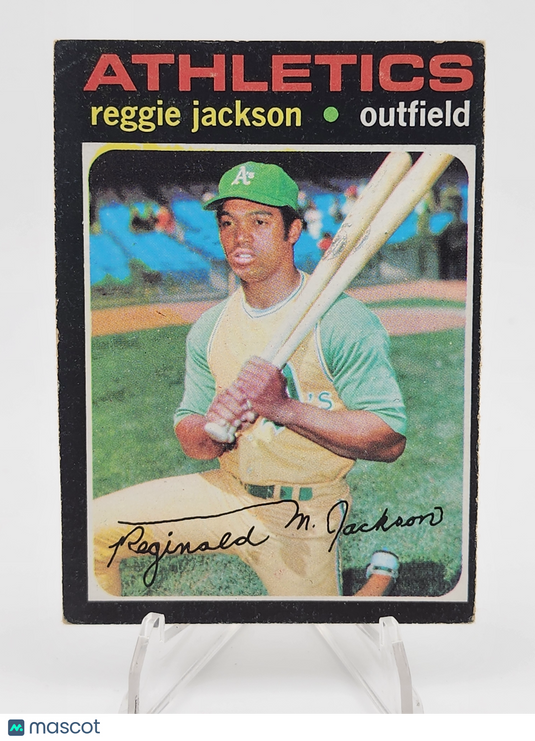 ATHLETICS
reggie jackson • outfield
A's
'S
Reginald M. Jackson
mascot